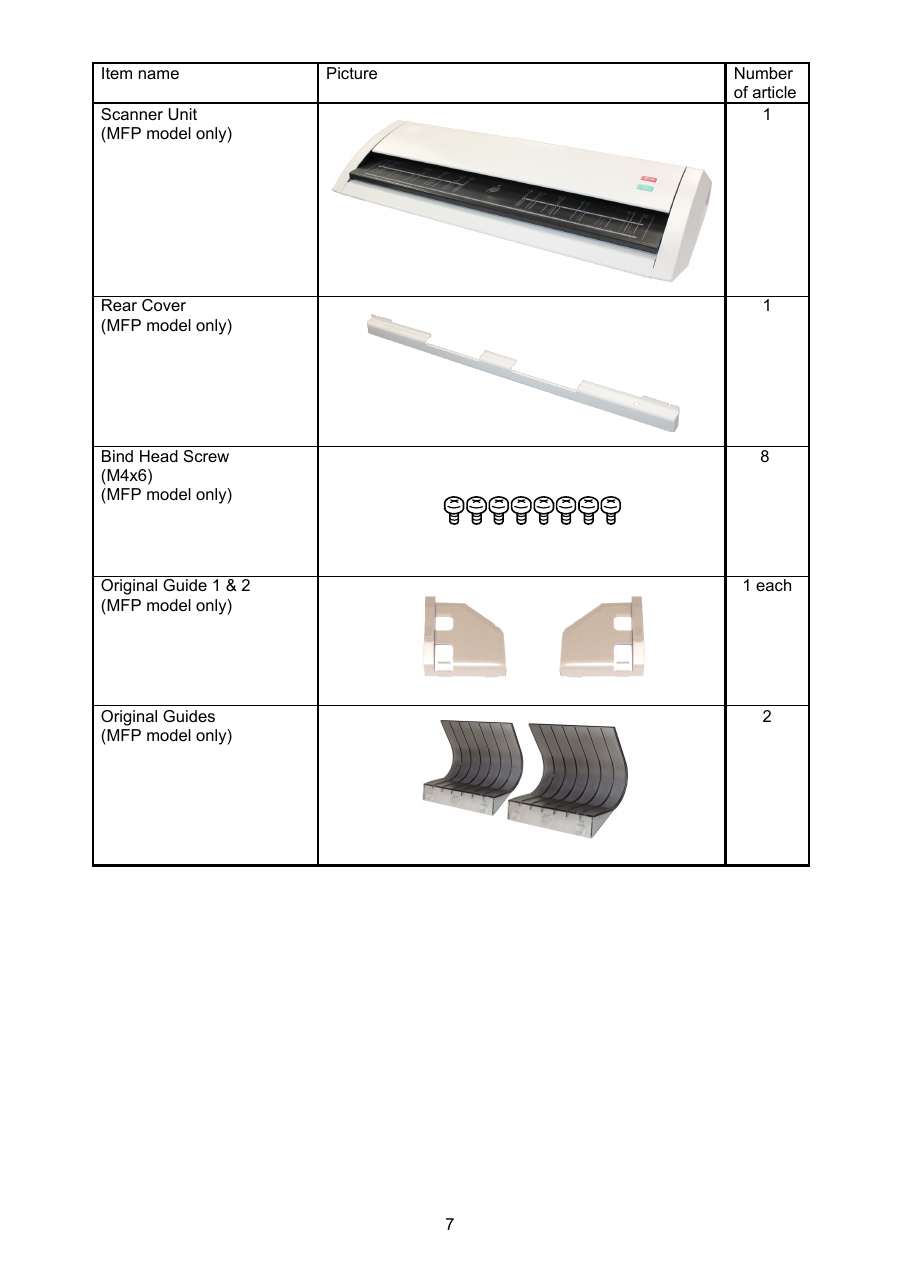 Item name
Picture
Number
of article
Scanner Unit
(MFP model only)
1
Rear Cover
(MFP model only)
1
Bind Head Screw
(M4x6)
(MFP model only)
8
Original Guide 1 & 2
(MFP model only)
1 each
Original Guides
(MFP model only)
2
7